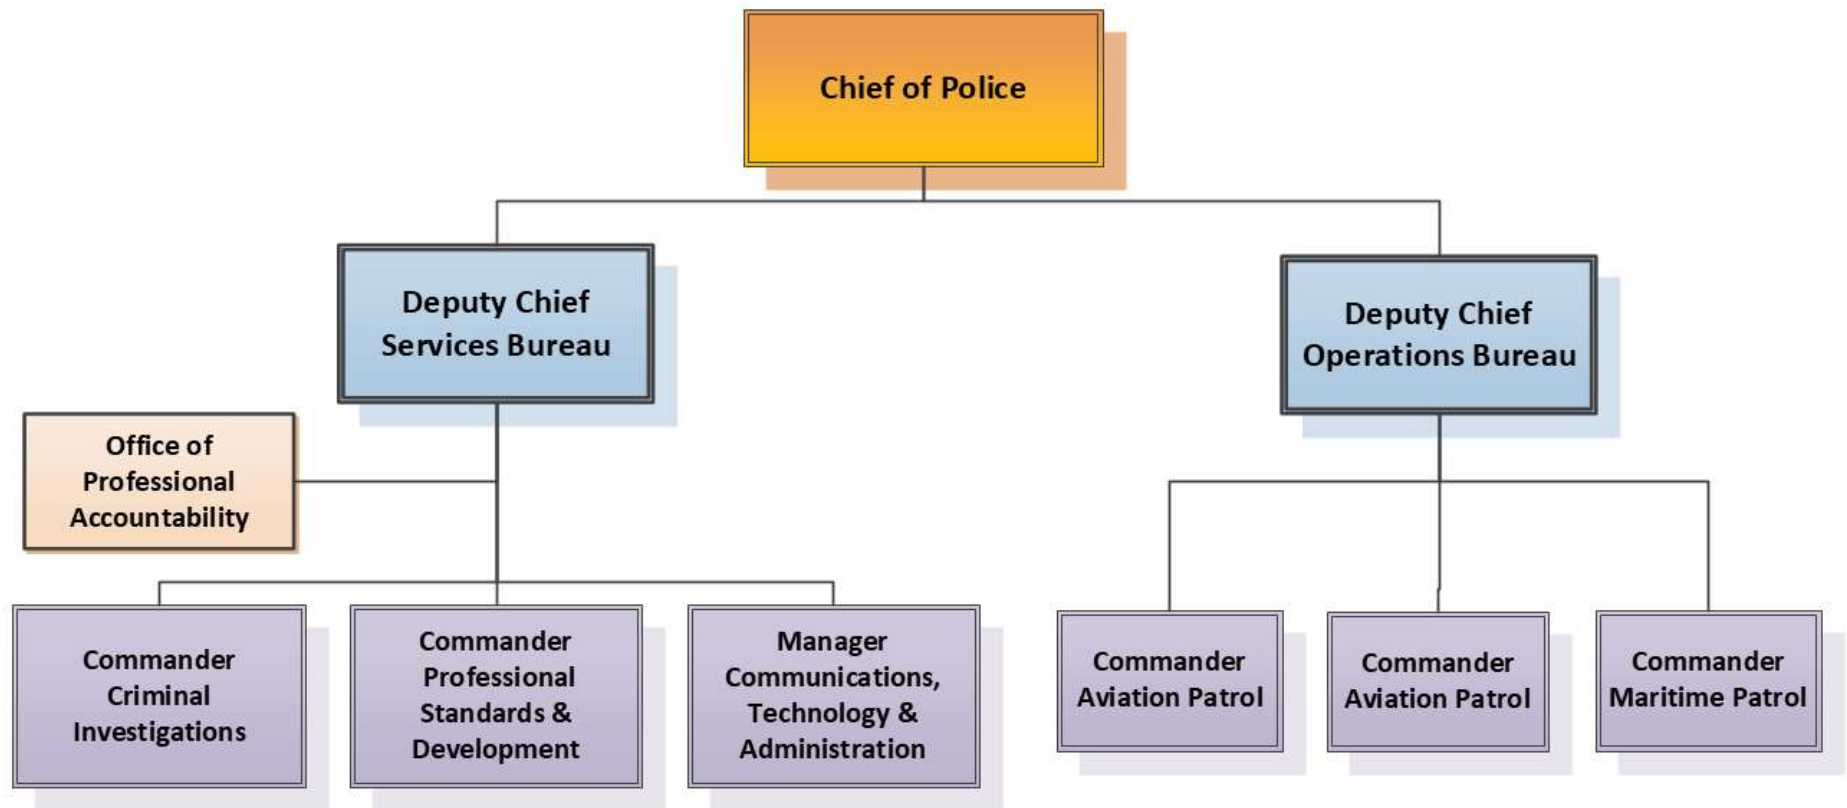 Chief of Police
Deputy Chief
Services Bureau
Deputy Chief
Operations Bureau
Office of
Professional
Accountability
Commander
Criminal
Investigations
Commander
Professional
Standards &
Development
Manager
Communications,
Technology &
Administration
Commander
Aviation Patrol
Commander
Aviation Patrol
Commander
Maritime Patrol